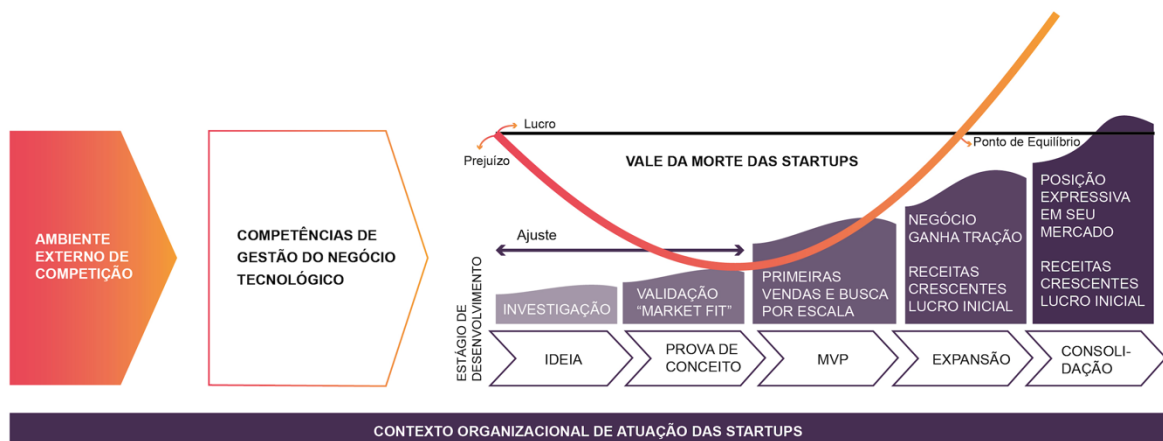 AMBIENTE
EXTERNO DE
COMPETIÇÃO
COMPETÊNCIAS DE
GESTÃO DO NEGÓCIO
TECNOLÓGICO
Lucro
Prejuízo
VALE DA MORTE DAS STARTUPS
Ponto de Equilíbrio
Ajuste
ESTÁGIO DE
DESENVOLVIMENTO
INVESTIGAÇÃO
VALIDAÇÃO
“MARKET FIT”
PRIMEIRAS
VENDAS E BUSCA
POR ESCALA
NEGÓCIO
GANHA TRAÇÃO
RECEITAS
CRESCENTES
LUCRO INICIAL
POSIÇÃO
EXPRESSIVA
EM SEU
MERCADO
RECEITAS
CRESCENTES
LUCRO INICIAL
IDEIA
PROVA DE
CONCEITO
MVP
EXPANSÃO
CONSOLI-
DAÇÃO
CONTEXTO ORGANIZACIONAL DE ATUAÇÃO DAS STARTUPS